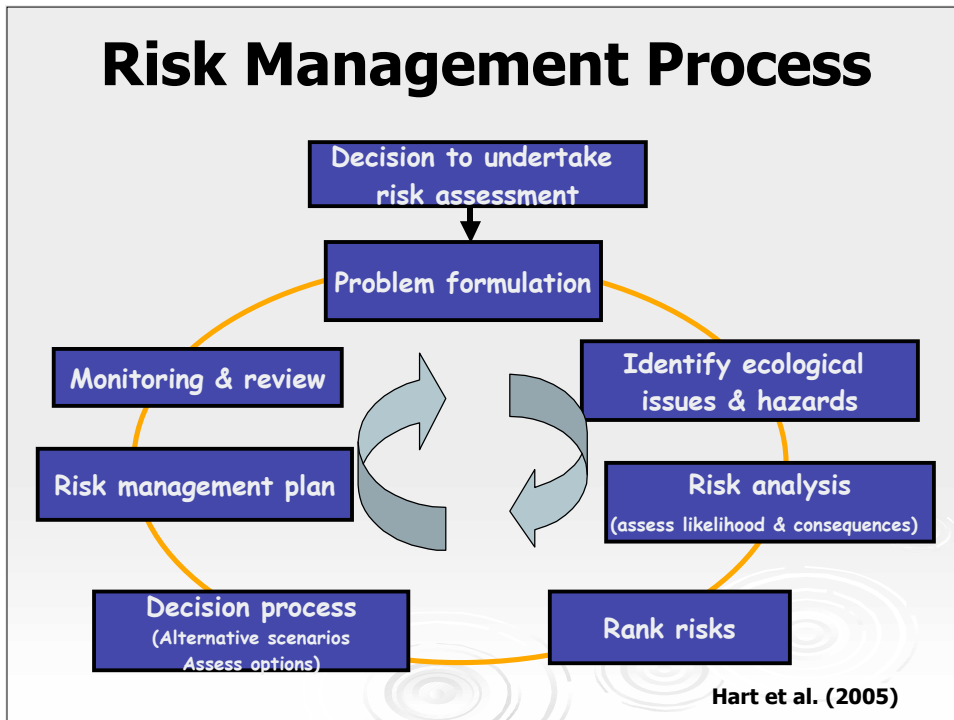 Risk Management Process
Decision to undertake
risk assessment
Problem formulation
Identify ecological
issues & hazards
Risk analysis
(assess likelihood & consequences)
Rank risks
Decision process
(Alternative scenarios
Assess options)
Risk management plan
Monitoring & review
Hart et al. (2005)